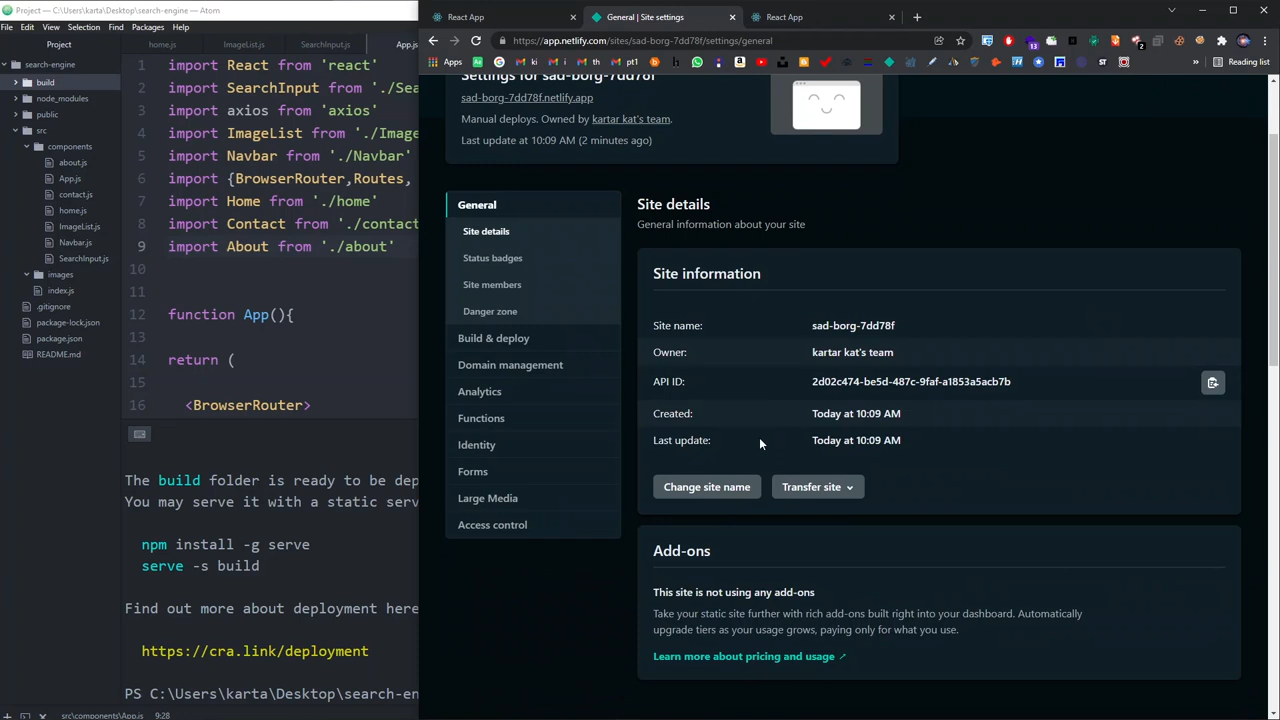 Project — C:\Users\karta\Desktop\search-engine — Atom
File Edit View Selection Find Packages Help
Project
search-engine
build
node_modules
public
src
components
about.js
App.js
contact.js
home.js
ImageList.js
Navbar.js
SearchInput.js
images
index.js
.gitignore
package-lock.json
package.json
README.md
home.js ImageList.js SearchInput.js App.js
1 import React from 'react'
2 import SearchInput from './Sea
3 import axios from 'axios'
4 import ImageList from './Image
5 import Navbar from './Navbar'
6 import {BrowserRouter,Routes,
7 import Home from './home'
8 import Contact from './contact
9 import About from './about'
10
11
12 function App(){
13
14 return (
15
16 <BrowserRouter>
The build folder is ready to be dep
You may serve it with a static serv
npm install -g serve
serve -s build
Find out more about deployment here
https://cra.link/deployment
PS C:\Users\karta\Desktop\search-en
src\components\App.js 9:28
React App
General | Site settings
React App
https://app.netlify.com/sites/sad-borg-7dd78f/settings/general
Apps
ki
i
th
pt1
Reading list
Settings for sad-borg-7dd78f
sad-borg-7dd78f.netlify.app
Manual deploys. Owned by kartar kat's team.
Last update at 10:09 AM (2 minutes ago)
General
Site details
Status badges
Site members
Danger zone
Build & deploy
Domain management
Analytics
Functions
Identity
Forms
Large Media
Access control
Site details
General information about your site
Site information
Site name: sad-borg-7dd78f
Owner: kartar kat's team
API ID: 2d02c474-be5d-487c-9faf-a1853a5acb7b
Created: Today at 10:09 AM
Last update: Today at 10:09 AM
Change site name Transfer site
Add-ons
This site is not using any add-ons
Take your static site further with rich add-ons built right into your dashboard. Automatically
upgrade tiers as your usage grows, paying only for what you use.
Learn more about pricing and usage